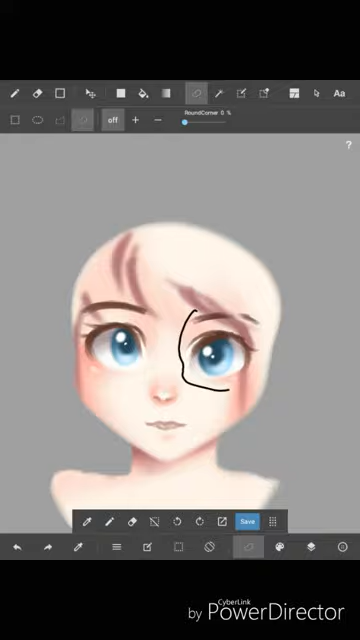 RoundCorner 0 %
Aa
off
?
Save
CyberLink
by PowerDirector